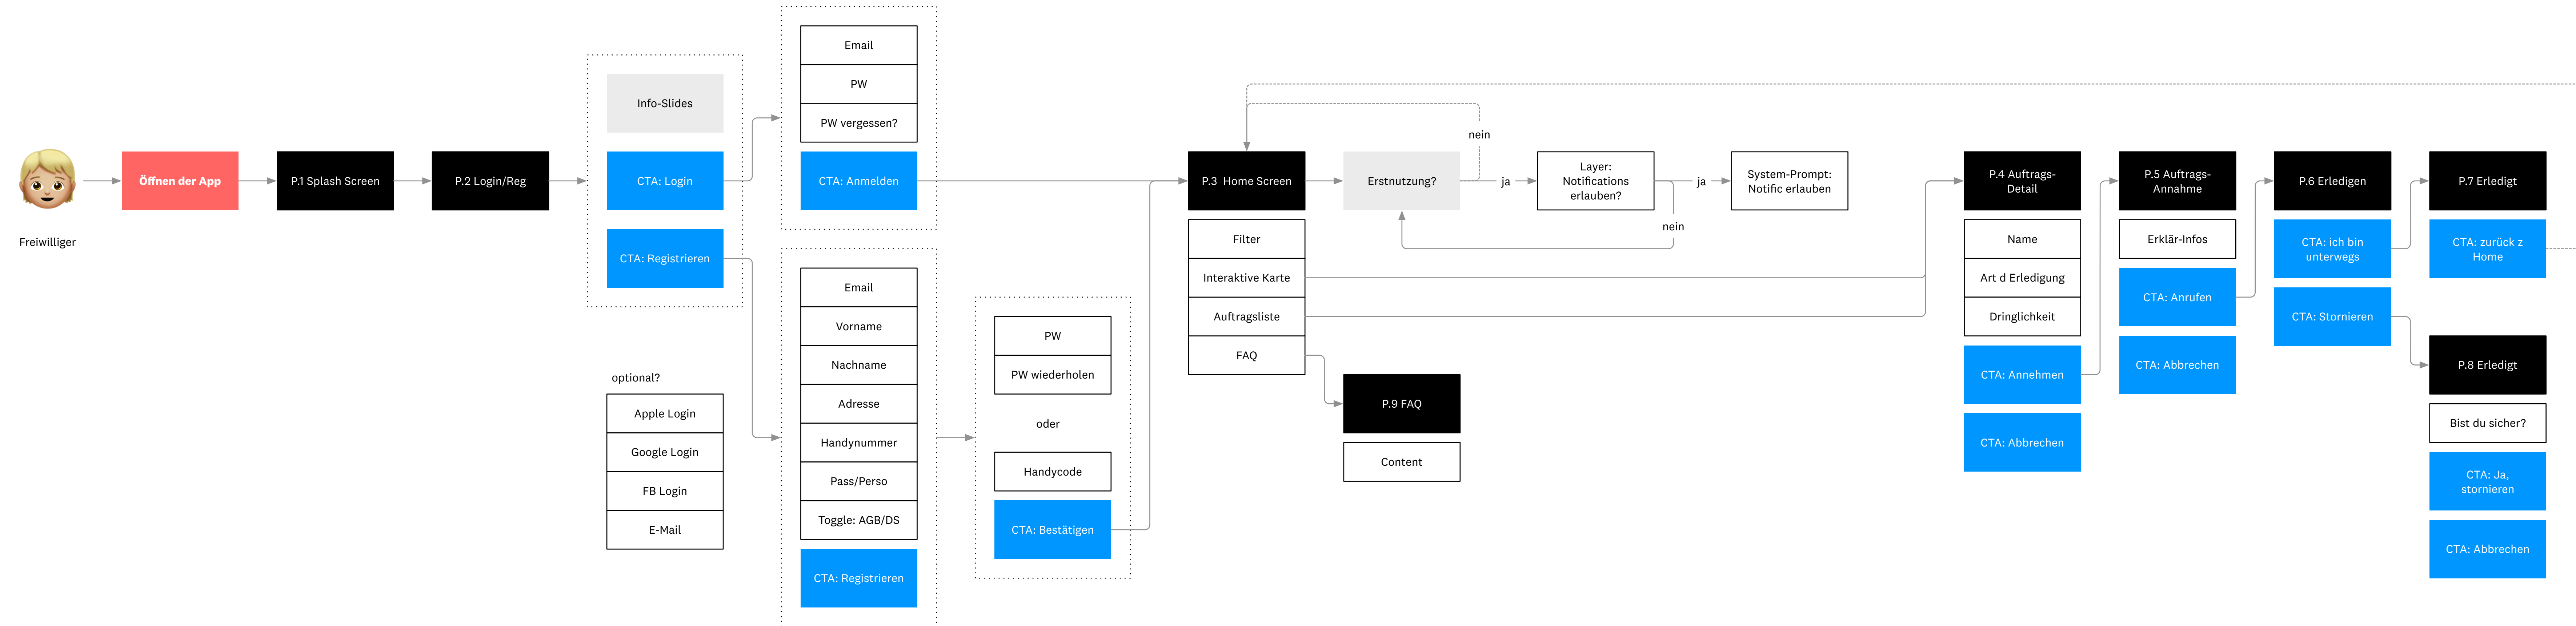 Freiwilliger
Öffnen der App
P.1 Splash Screen
P.2 Login/Reg
Info-Slides
CTA: Login
CTA: Registrieren
optional?
Apple Login
Google Login
FB Login
E-Mail
Email
PW
PW vergessen?
CTA: Anmelden
Email
Vorname
Nachname
Adresse
Handynummer
Pass/Perso
Toggle: AGB/DS
CTA: Registrieren
PW
PW wiederholen
oder
Handycode
CTA: Bestätigen
P.3 Home Screen
Filter
Interaktive Karte
Auftragsliste
FAQ
Erstnutzung?
nein
ja
Layer:
Notifications
erlauben?
ja
nein
System-Prompt:
Notific erlauben
P.9 FAQ
Content
P.4 Auftrags-
Detail
Name
Art d Erledigung
Dringlichkeit
CTA: Annehmen
CTA: Abbrechen
P.5 Auftrags-
Annahme
Erklär-Infos
CTA: Anrufen
CTA: Abbrechen
P.6 Erledigen
CTA: ich bin
unterwegs
CTA: Stornieren
P.7 Erledigt
CTA: zurück z
Home
P.8 Erledigt
Bist du sicher?
CTA: Ja,
stornieren
CTA: Abbrechen